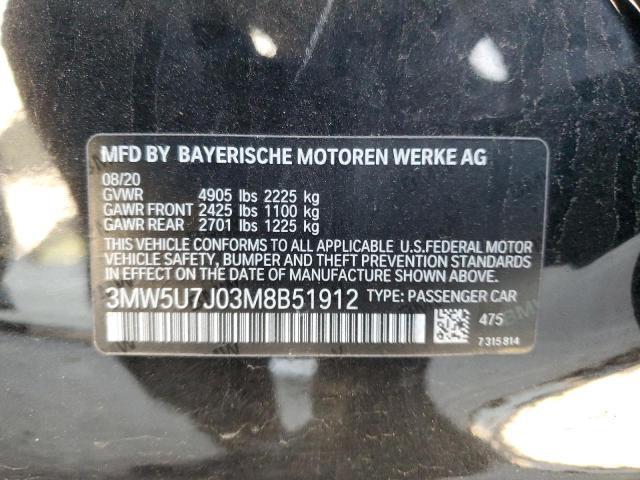 MFD BY BAYERISCHE MOTOREN WERKE AG
08/20
GVWR 4905 lbs 2225 kg
GAWR FRONT 2425 lbs 1100 kg
GAWR REAR 2701 lbs 1225 kg
THIS VEHICLE CONFORMS TO ALL APPLICABLE U.S.FEDERAL MOTOR
VEHICLE SAFETY, BUMPER AND THEFT PREVENTION STANDARDS
IN EFFECT ON THE DATE OF MANUFACTURE SHOWN ABOVE.
3MW5U7J03M8B51912 TYPE: PASSENGER CAR
475
7315814